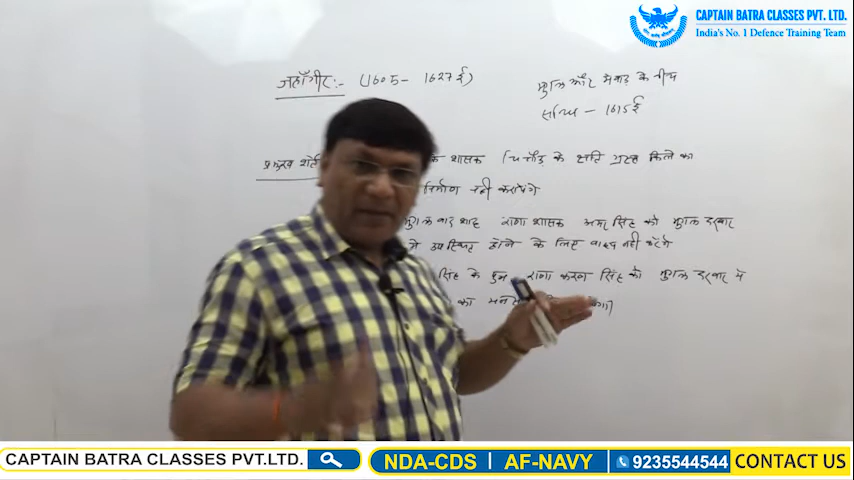 CAPTAIN BATRA CLASSES PVT. LTD.
India's No. 1 Defence Training Team
जहाँगीर:- (1605 - 1627 ई)
मुगल और मेवाड़ के बीच
सन्धि - 1615 ई
प्रमुख शर्ते के शासक चित्तौड़ के क्षति ग्रस्त किले का
निर्माण नही करायेंगे
मुगल बादशाह राणा शासक अमर सिंह को मुगल दरबार
मे उपस्थित होने के लिए बाध्य नही करेंगे
सिंह के पुत्र राणा करण सिंह को मुगल दरबार मे
का
CAPTAIN BATRA CLASSES PVT.LTD.
NDA-CDS | AF-NAVY
9235544544
CONTACT US